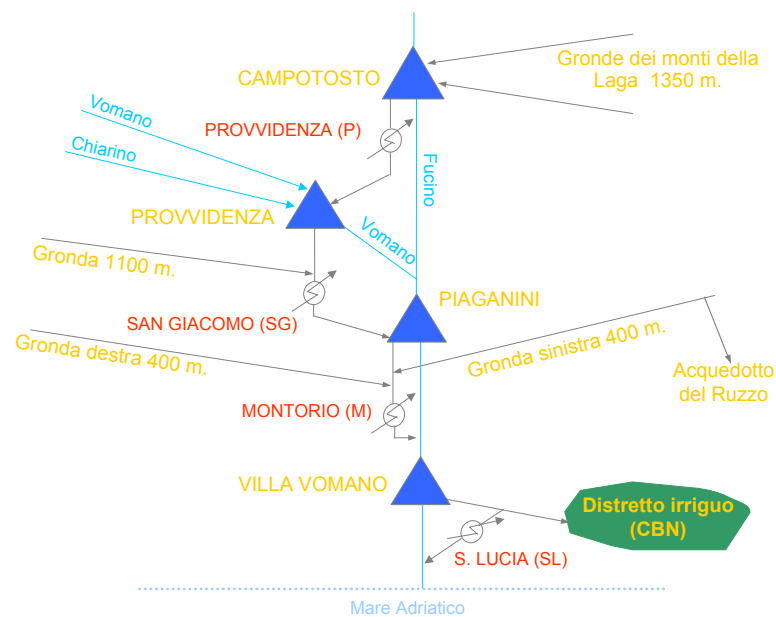 CAMPOTOSTO
Gronde dei monti della
Laga 1350 m.
Vomano
PROVVIDENZA (P)
Chiarino
Fucino
PROVVIDENZA
Vomano
Gronda 1100 m.
PIAGANINI
SAN GIACOMO (SG)
Gronda destra 400 m.
Gronda sinistra 400 m.
Acquedotto
del Ruzzo
MONTORIO (M)
VILLA VOMANO
Distretto irriguo
(CBN)
S. LUCIA (SL)
Mare Adriatico